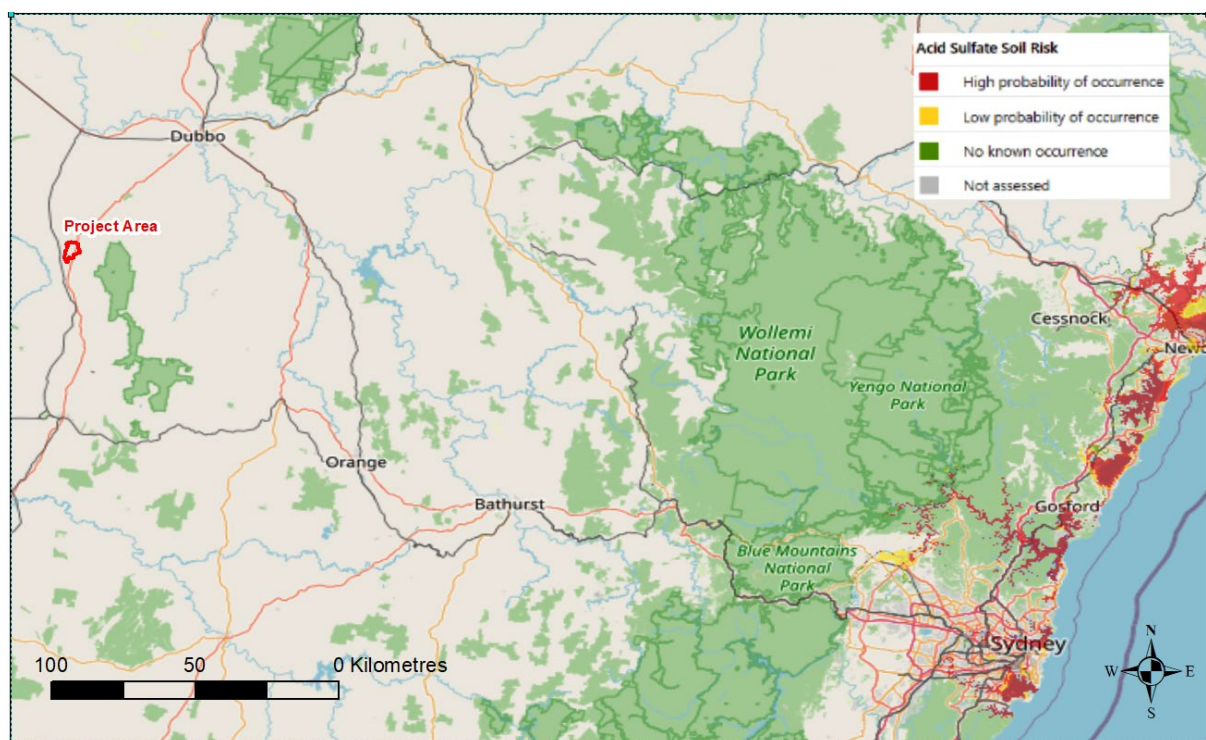 Acid Sulfate Soil Risk
High probability of occurrence
Low probability of occurrence
No known occurrence
Not assessed
Dubbo
Project Area
Cessnock
Newc
Wollemi
National
Park
Yengo National
Park
Orange
Bathurst
Gosford
Blue Mountains
National
Park
Sydney
100 50 0 Kilometres
N
W E
S